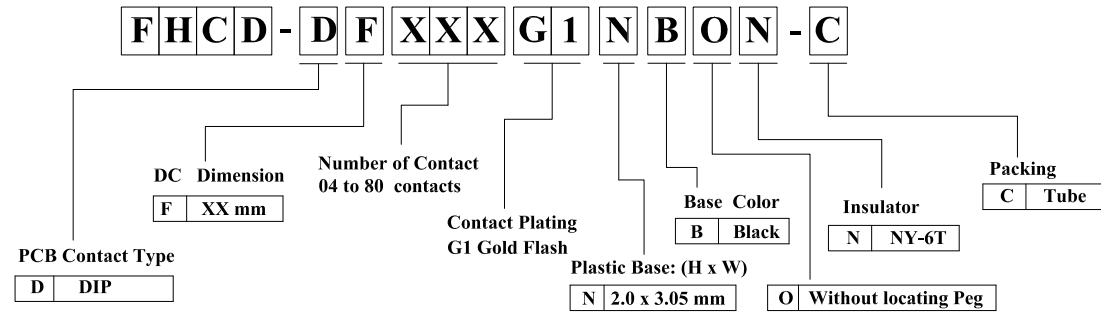 FHCD-DFXXXG1NBON-C
DC Dimension
F XX mm
Number of Contact
04 to 80 contacts
Packing
C Tube
Contact Plating
G1 Gold Flash
Base Color
B Black
Insulator
N NY-6T
PCB Contact Type
D DIP
Plastic Base: (H x W)
N 2.0 x 3.05 mm
O Without locating Peg